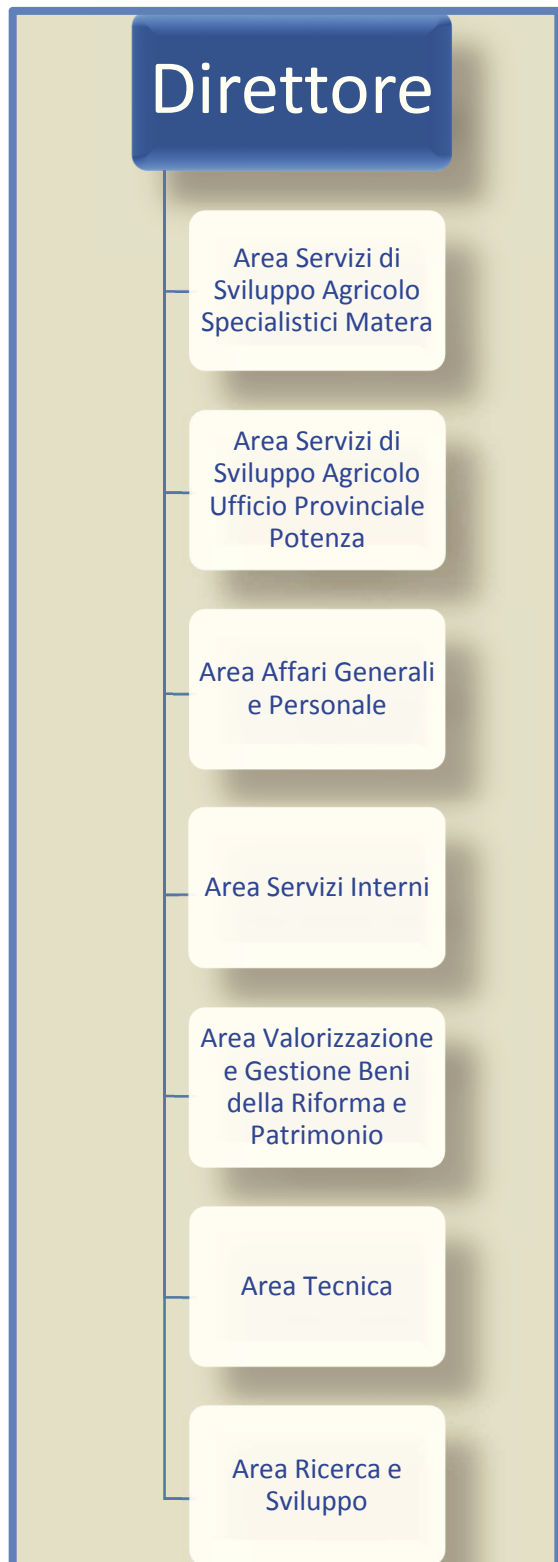 Direttore
Area Servizi di
Sviluppo Agricolo
Specialistici Matera
Area Servizi di
Sviluppo Agricolo
Ufficio Provinciale
Potenza
Area Affari Generali
e Personale
Area Servizi Interni
Area Valorizzazione
e Gestione Beni
della Riforma e
Patrimonio
Area Tecnica
Area Ricerca e
Sviluppo